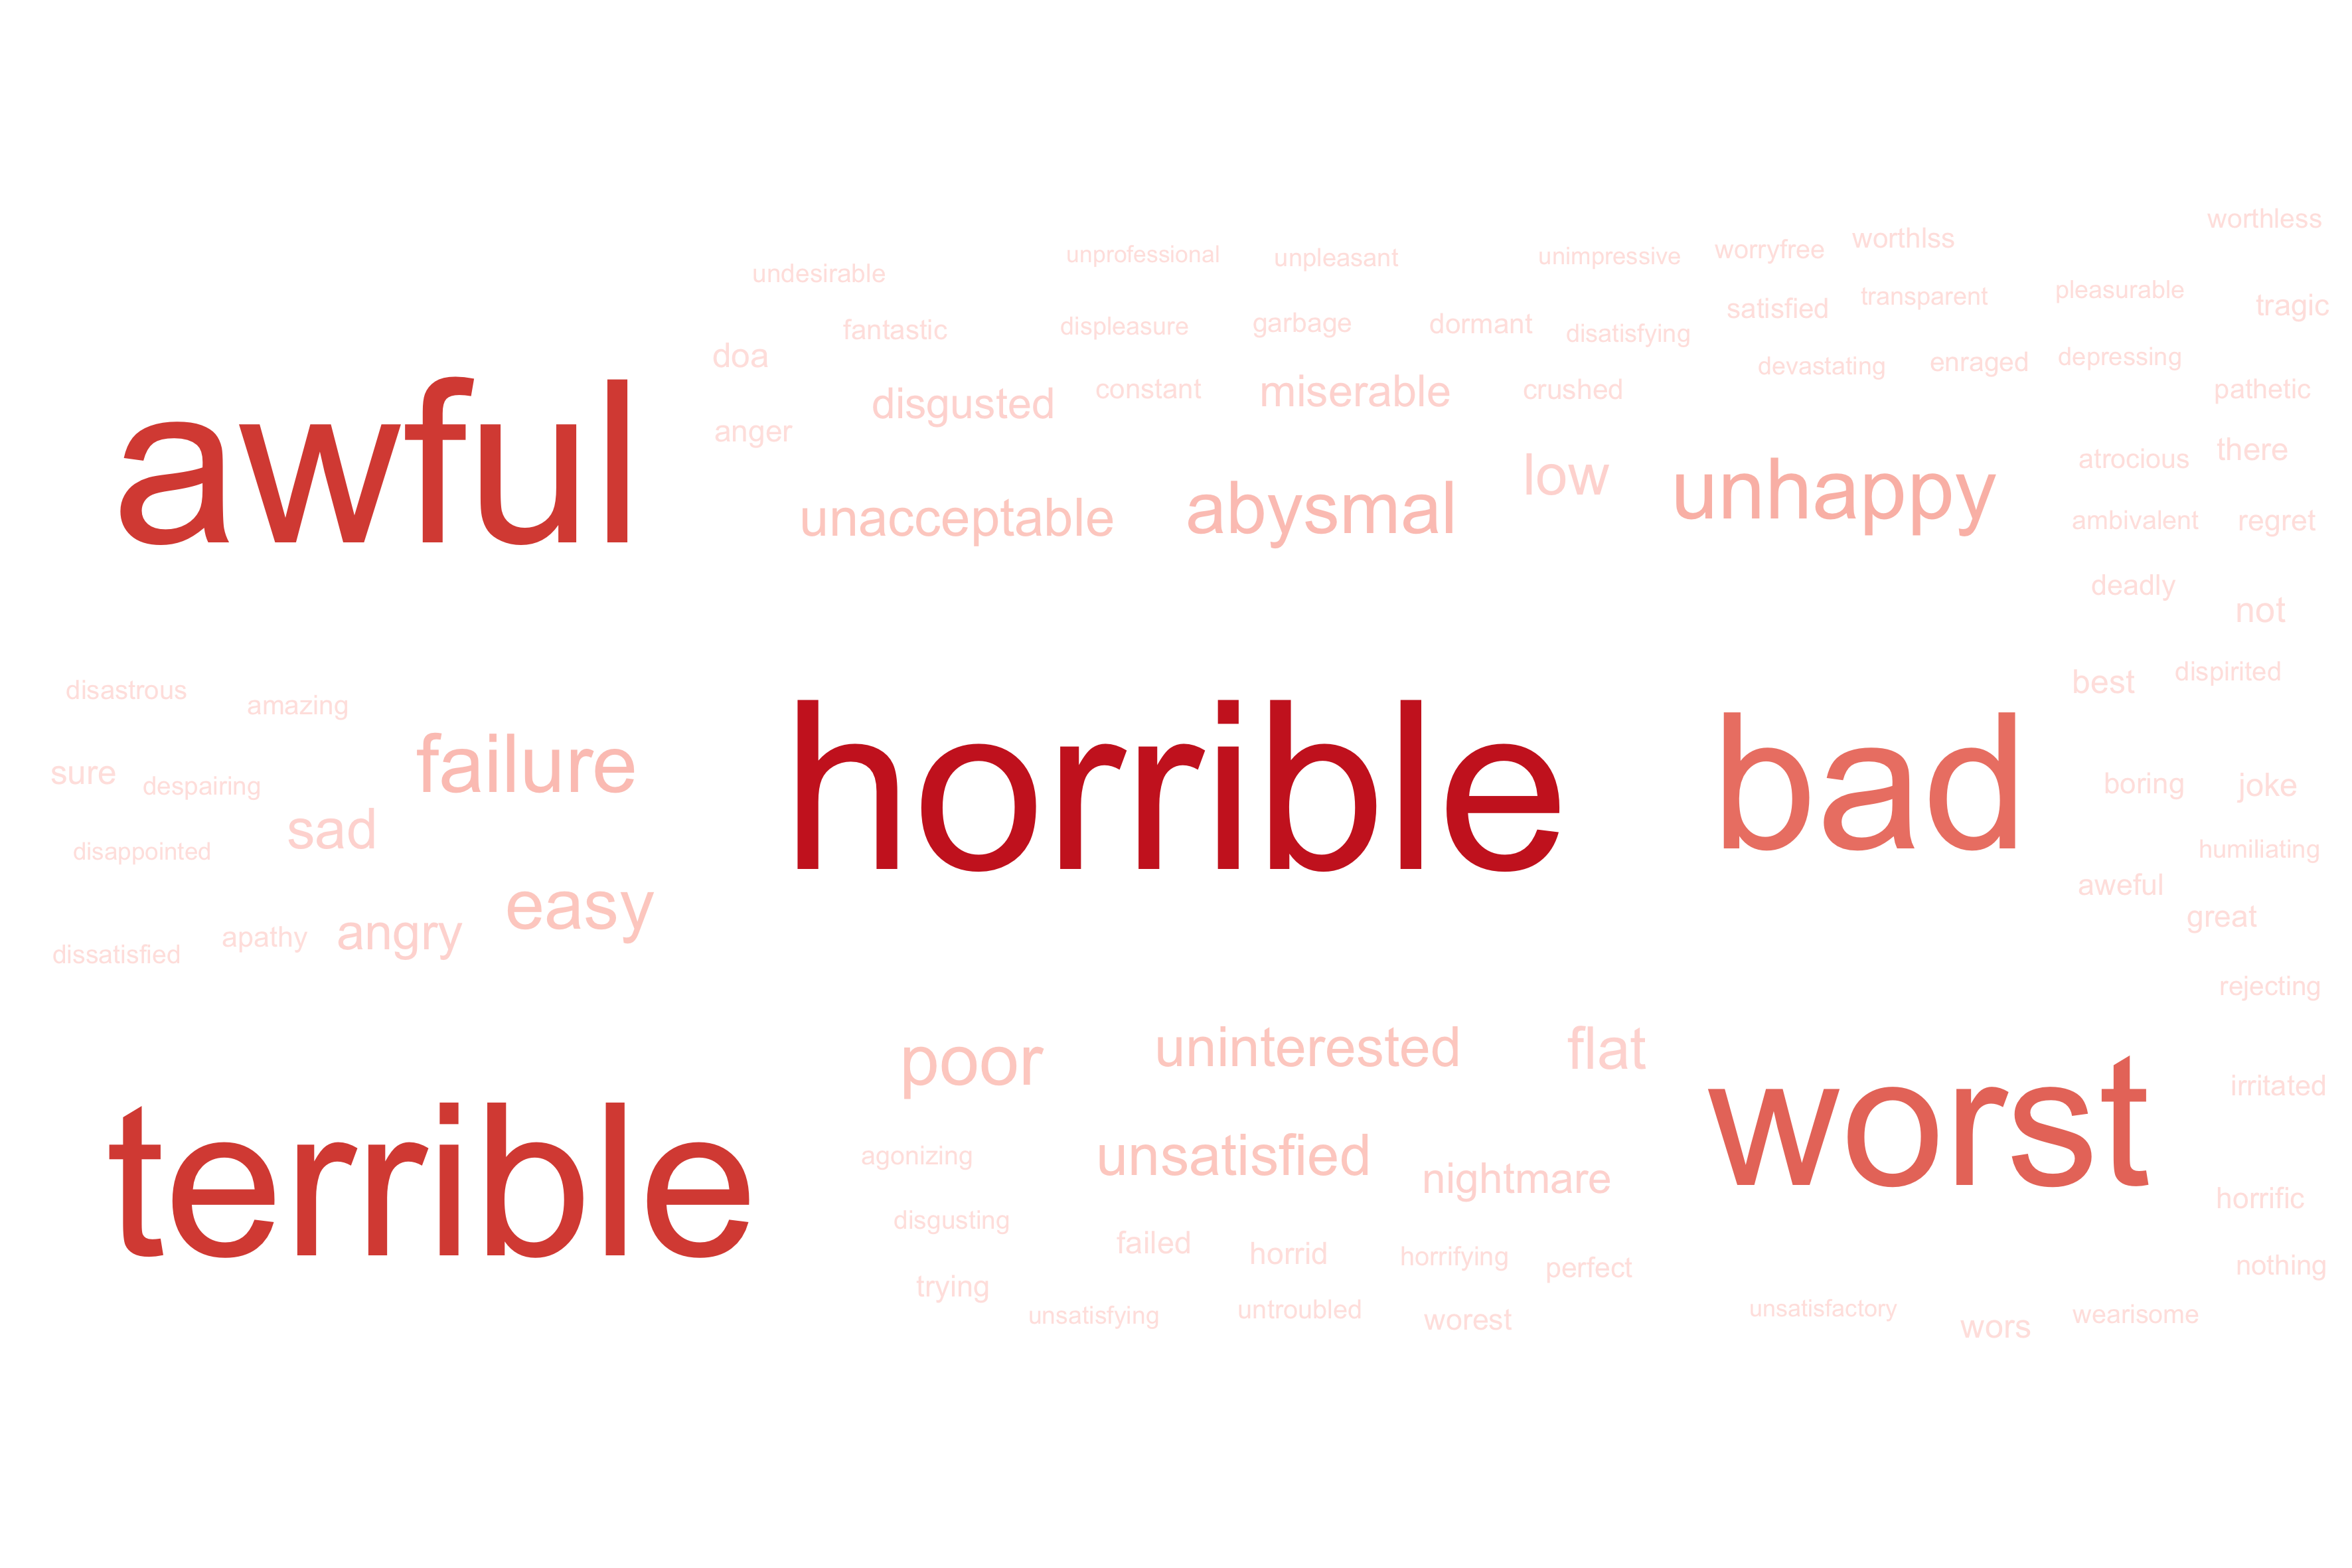 worthless
unprofessional unpleasant unimpressive worryfree worthlss
undesirable
satisfied transparent pleasurable tragic
fantastic displeasure garbage dormant disatisfying
doa devastating enraged depressing
disgusted constant miserable crushed pathetic
anger
awful
low there
atrocious
unacceptable abysmal unhappy ambivalent regret
deadly
not
best dispirited
disastrous amazing
failure
sure despairing boring joke
horrible bad
sad
disappointed humiliating
easy aweful
angry great
dissatisfied apathy
rejecting
poor uninterested flat
irritated
worst
agonizing unsatisfied nightmare
terrible
disgusting horrific
failed horrid horrifying perfect nothing
trying
unsatisfying untroubled worest unsatisfactory wors wearisome